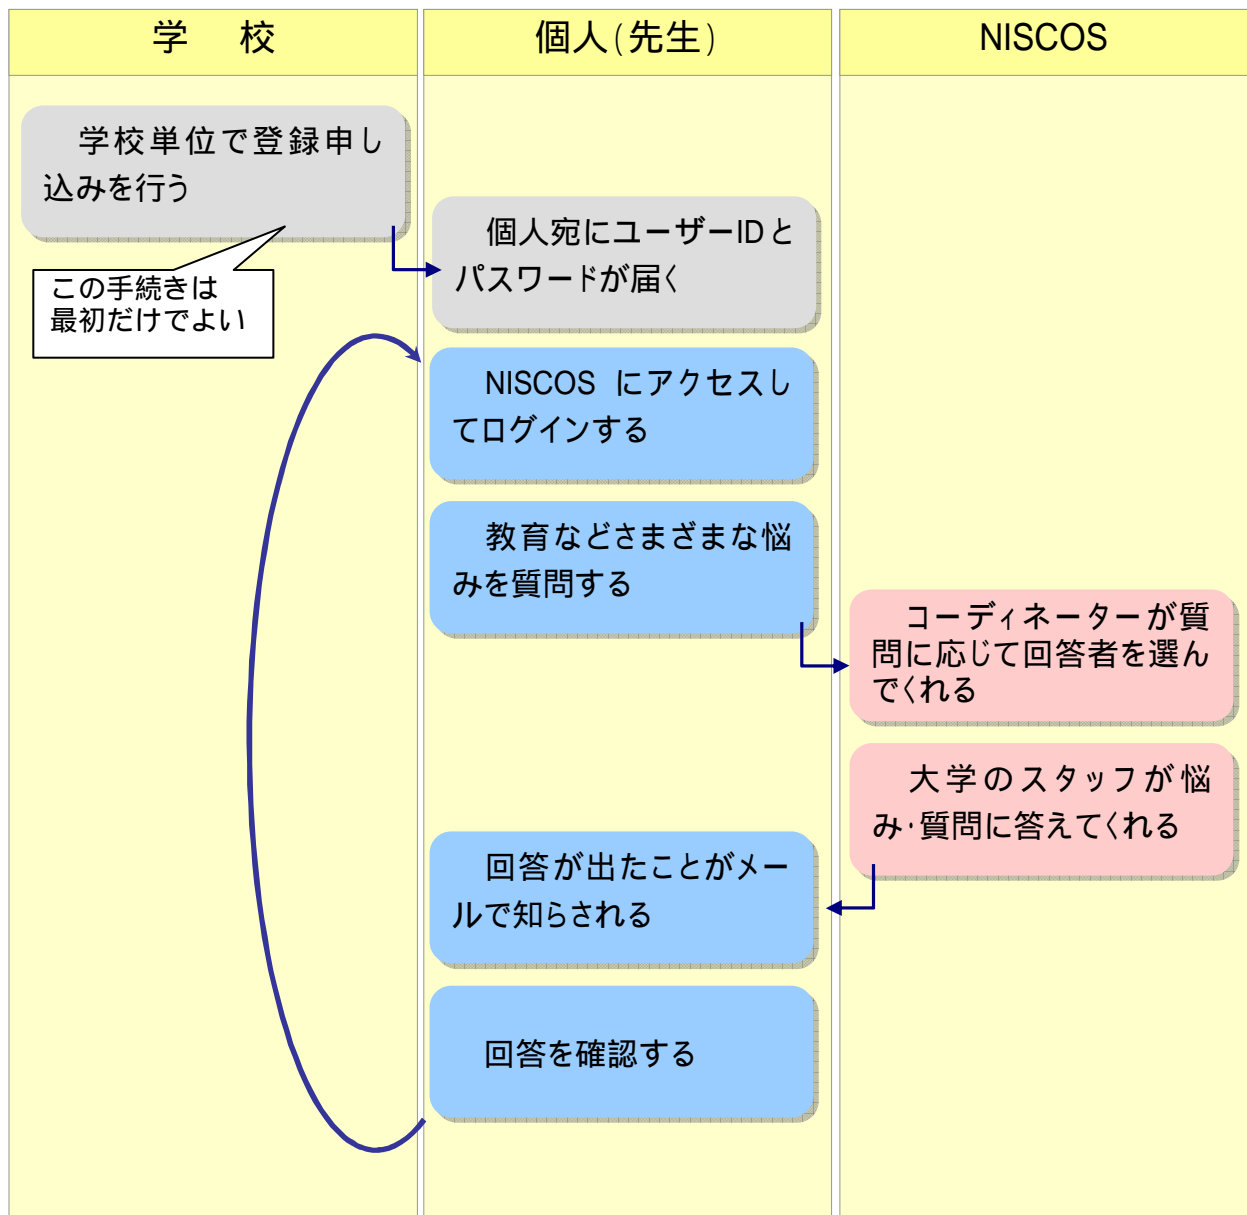 学　校
個人(先生)
NISCOS
学校単位で登録申し
込みを行う
この手続きは
最初だけでよい
個人宛にユーザーIDと
パスワードが届く
NISCOS にアクセスし
てログインする
教育などさまざまな悩
みを質問する
コーディネーターが質
問に応じて回答者を選ん
でくれる
大学のスタッフが悩
み・質問に答えてくれる
回答が出たことがメー
ルで知らされる
回答を確認する